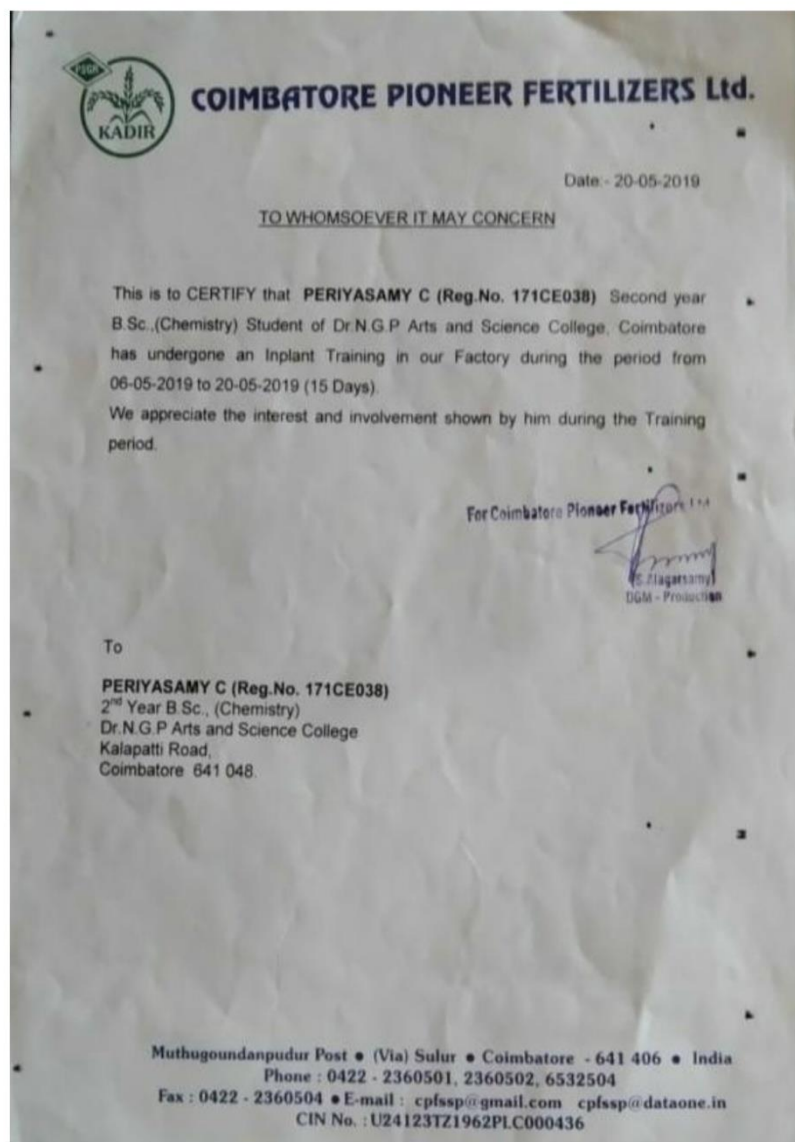 PSGR
KADIR
COIMBATORE PIONEER FERTILIZERS Ltd.
Date:- 20-05-2019
TO WHOMSOEVER IT MAY CONCERN
This is to CERTIFY that PERIYASAMY C (Reg.No. 171CE038) Second year
B.Sc.,(Chemistry) Student of Dr.N.G.P Arts and Science College, Coimbatore
has undergone an Inplant Training in our Factory during the period from
06-05-2019 to 20-05-2019 (15 Days).
We appreciate the interest and involvement shown by him during the Training
period.
For Coimbatore Pioneer Fertilizers Ltd
(S.Alagarsamy)
DGM - Production
To
PERIYASAMY C (Reg.No. 171CE038)
2nd Year B.Sc., (Chemistry)
Dr.N.G.P Arts and Science College
Kalapatti Road,
Coimbatore 641 048.
Muthugoundanpudur Post ● (Via) Sulur ● Coimbatore - 641 406 ● India
Phone : 0422 - 2360501, 2360502, 6532504
Fax : 0422 - 2360504 ● E-mail : cpfssp@gmail.com cpfssp@dataone.in
CIN No. : U24123TZ1962PLC000436